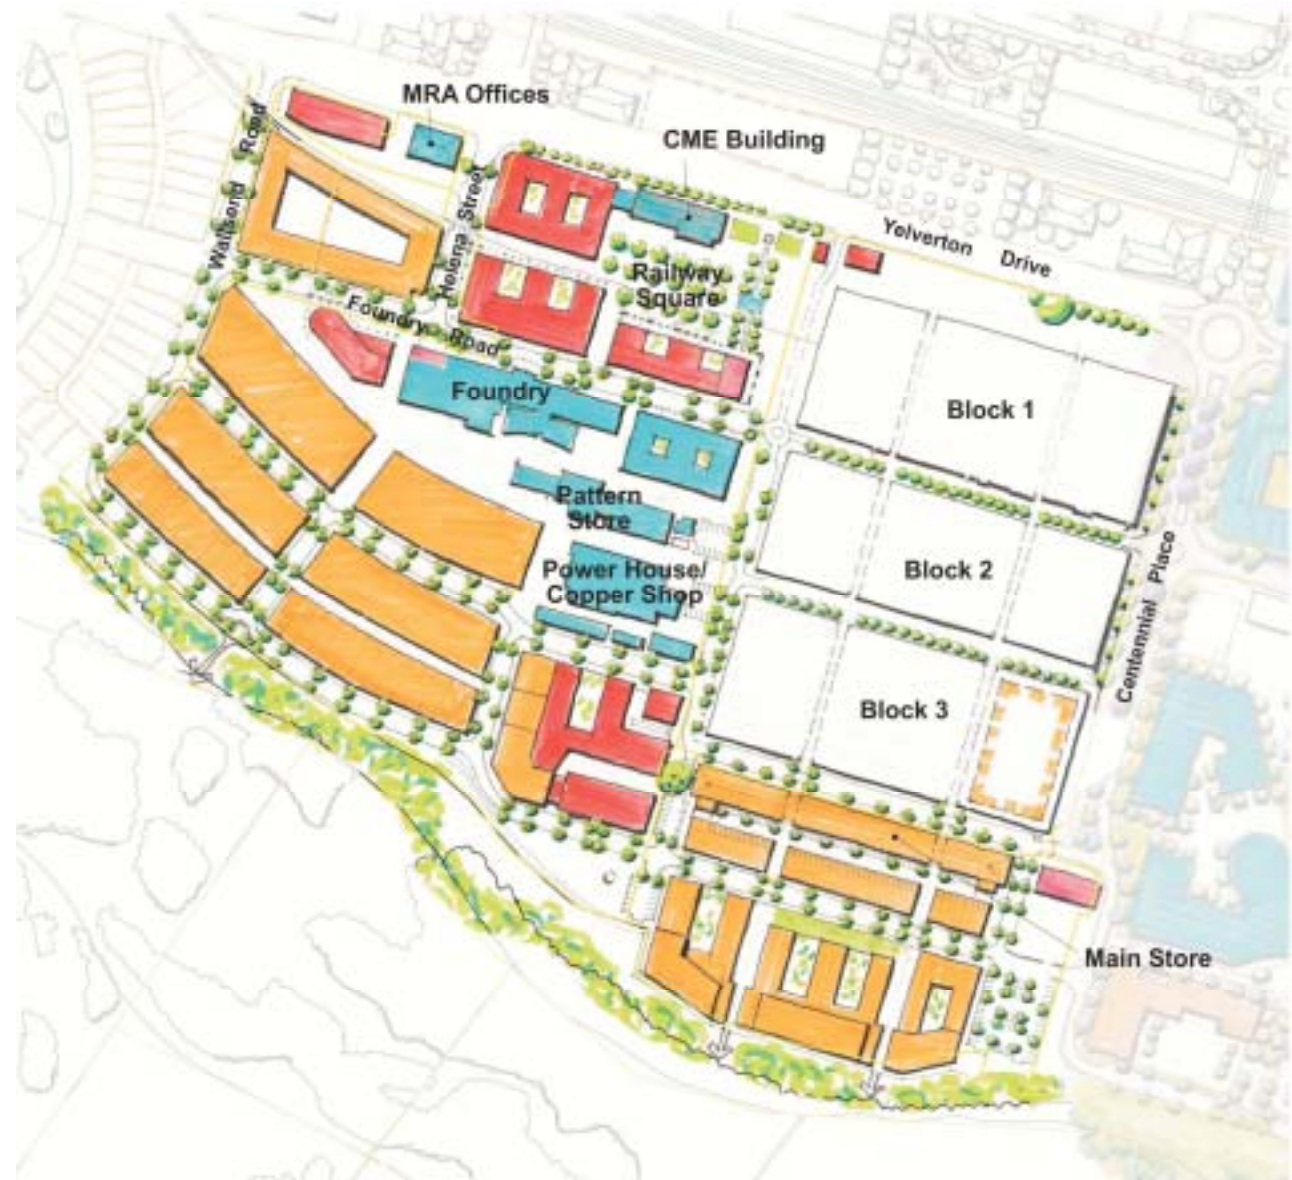 MRA Offices
CME Building
Wattsend Road
Helena Street
Yelverton Drive
Railway
Square
Foundry Road
Foundry
Block 1
Pattern
Store
Block 2
Power House/
Copper Shop
Centennial Place
Block 3
Main Store